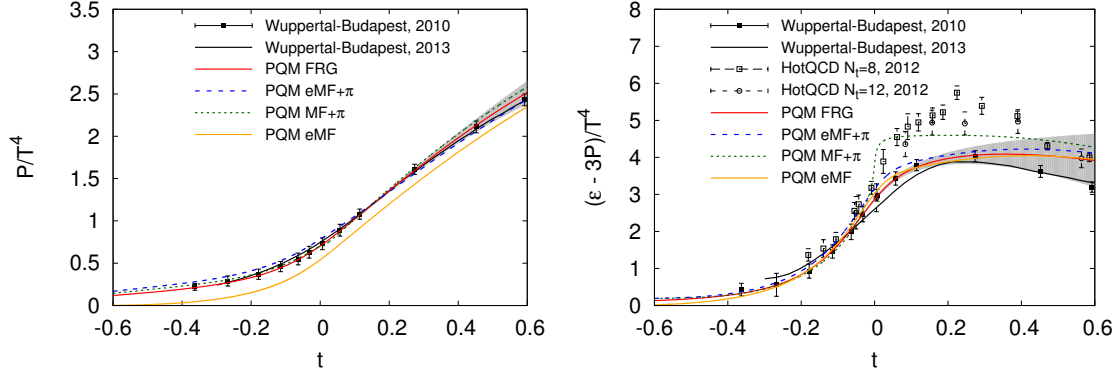 P/T⁴
3.5
3
2.5
2
1.5
1
0.5
0
-0.6
-0.4
-0.2
0
0.2
0.4
0.6
t
Wuppertal-Budapest, 2010
Wuppertal-Budapest, 2013
PQM FRG
PQM eMF+π
PQM MF+π
PQM eMF
(ε - 3P)/T⁴
8
7
6
5
4
3
2
1
0
-0.6
-0.4
-0.2
0
0.2
0.4
0.6
t
Wuppertal-Budapest, 2010
Wuppertal-Budapest, 2013
HotQCD Nₜ=8, 2012
HotQCD Nₜ=12, 2012
PQM FRG
PQM eMF+π
PQM MF+π
PQM eMF